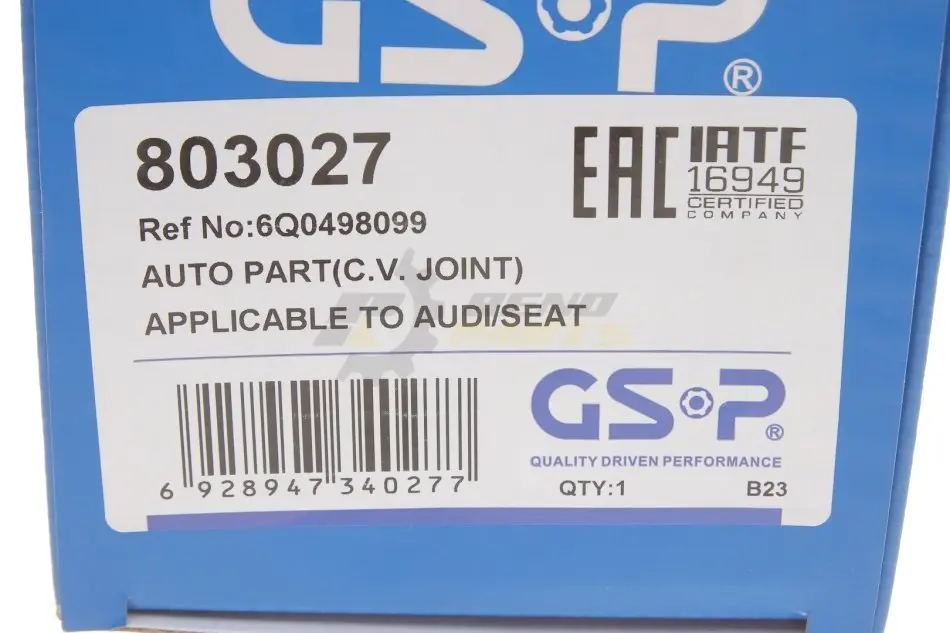 GSP®
803027
EAC
IATF
16949
CERTIFIED
COMPANY
Ref No:6Q0498099
AUTO PART(C.V. JOINT)
APPLICABLE TO AUDI/SEAT
PARTS
GSP®
QUALITY DRIVEN PERFORMANCE
6 928947 340277
QTY:1
B23